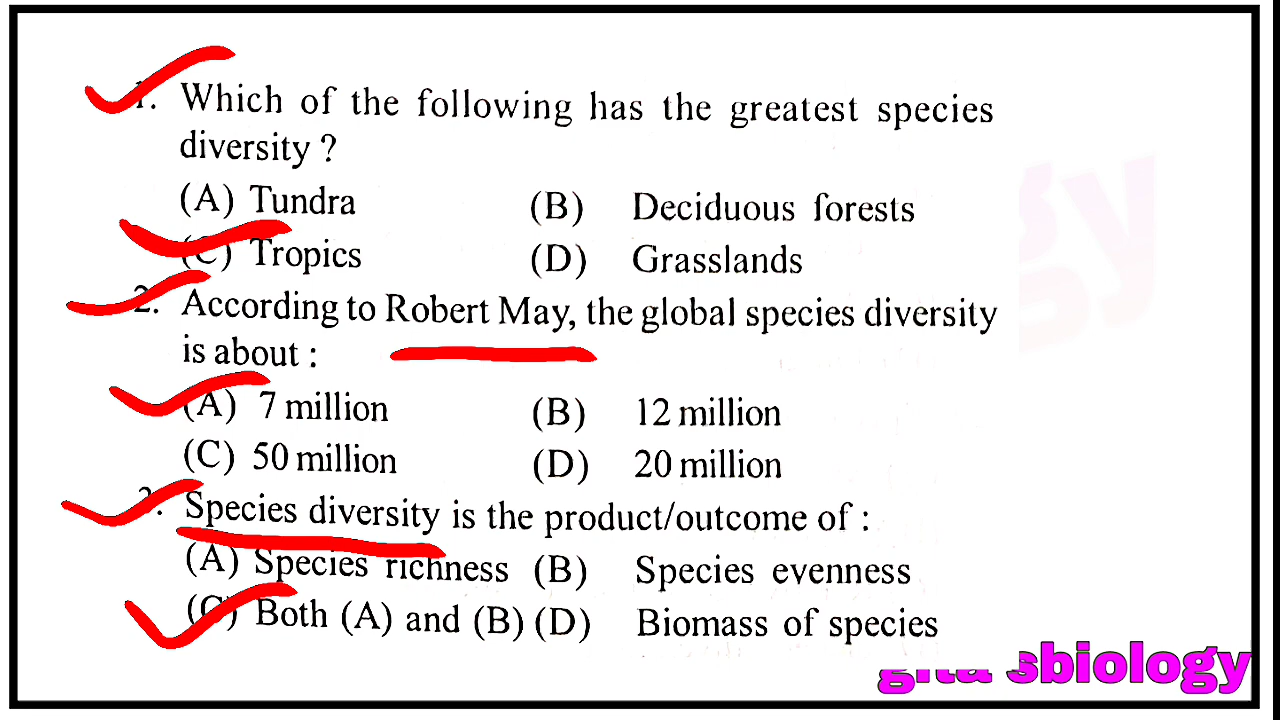 1. Which of the following has the greatest species
diversity ?
(A) Tundra (B) Deciduous forests
(C) Tropics (D) Grasslands
2. According to Robert May, the global species diversity
is about :
(A) 7 million (B) 12 million
(C) 50 million (D) 20 million
3. Species diversity is the product/outcome of :
(A) Species richness (B) Species evenness
(C) Both (A) and (B) (D) Biomass of species
sbiology